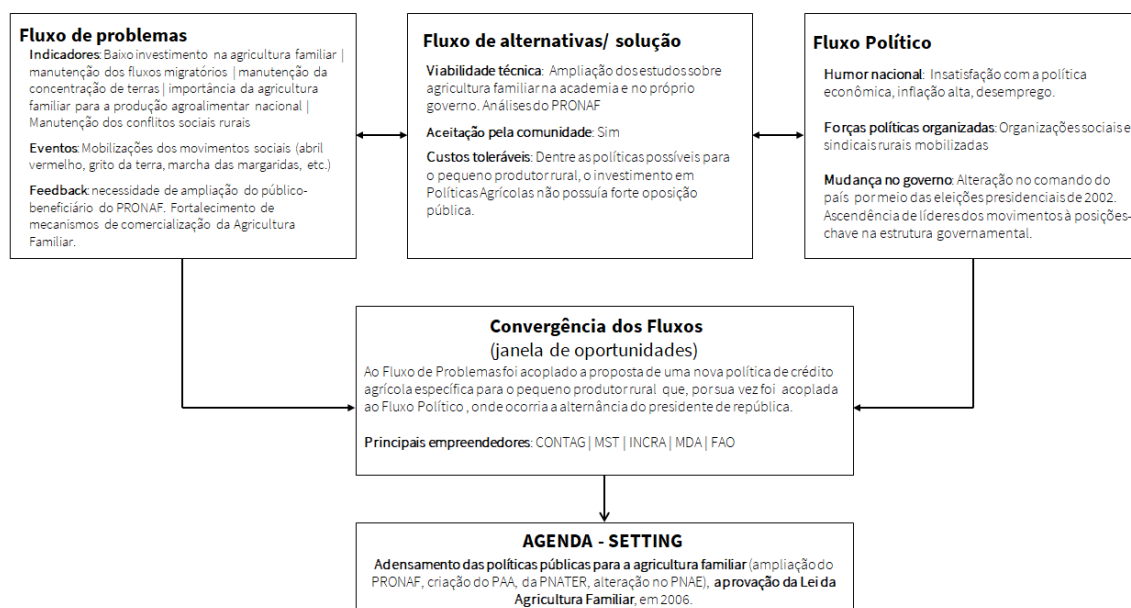 Fluxo de problemas
Indicadores: Baixo investimento na agricultura familiar |
manutenção dos fluxos migratórios | manutenção da
concentração de terras | importância da agricultura
familiar para a produção agroalimentar nacional |
Manutenção dos conflitos sociais rurais
Eventos: Mobilizações dos movimentos sociais (abril
vermelho, grito da terra, marcha das margaridas, etc.)
Feedback: necessidade de ampliação do público-
beneficiário do PRONAF. Fortalecimento de
mecanismos de comercialização da Agricultura
Familiar.
Fluxo de alternativas/ solução
Viabilidade técnica: Ampliação dos estudos sobre
agricultura familiar na academia e no próprio
governo. Análises do PRONAF
Aceitação pela comunidade: Sim
Custos toleráveis: Dentre as políticas possíveis para
o pequeno produtor rural, o investimento em
Políticas Agrícolas não possuía forte oposição
pública.
Fluxo Político
Humor nacional: Insatisfação com a política
econômica, inflação alta, desemprego.
Forças políticas organizadas: Organizações sociais e
sindicais rurais mobilizadas
Mudança no governo: Alteração no comando do
país por meio das eleições presidenciais de 2002.
Ascendência de líderes dos movimentos à posições-
chave na estrutura governamental.
Convergência dos Fluxos
(janela de oportunidades)
Ao Fluxo de Problemas foi acoplado a proposta de uma nova política de crédito
agrícola específica para o pequeno produtor rural que, por sua vez foi acoplada
ao Fluxo Político , onde ocorria a alternância do presidente de república.
Principais empreendedores: CONTAG | MST | INCRA | MDA | FAO
AGENDA - SETTING
Adensamento das políticas públicas para a agricultura familiar (ampliação do
PRONAF, criação do PAA, da PNATER, alteração no PNAE), aprovação da Lei da
Agricultura Familiar, em 2006.